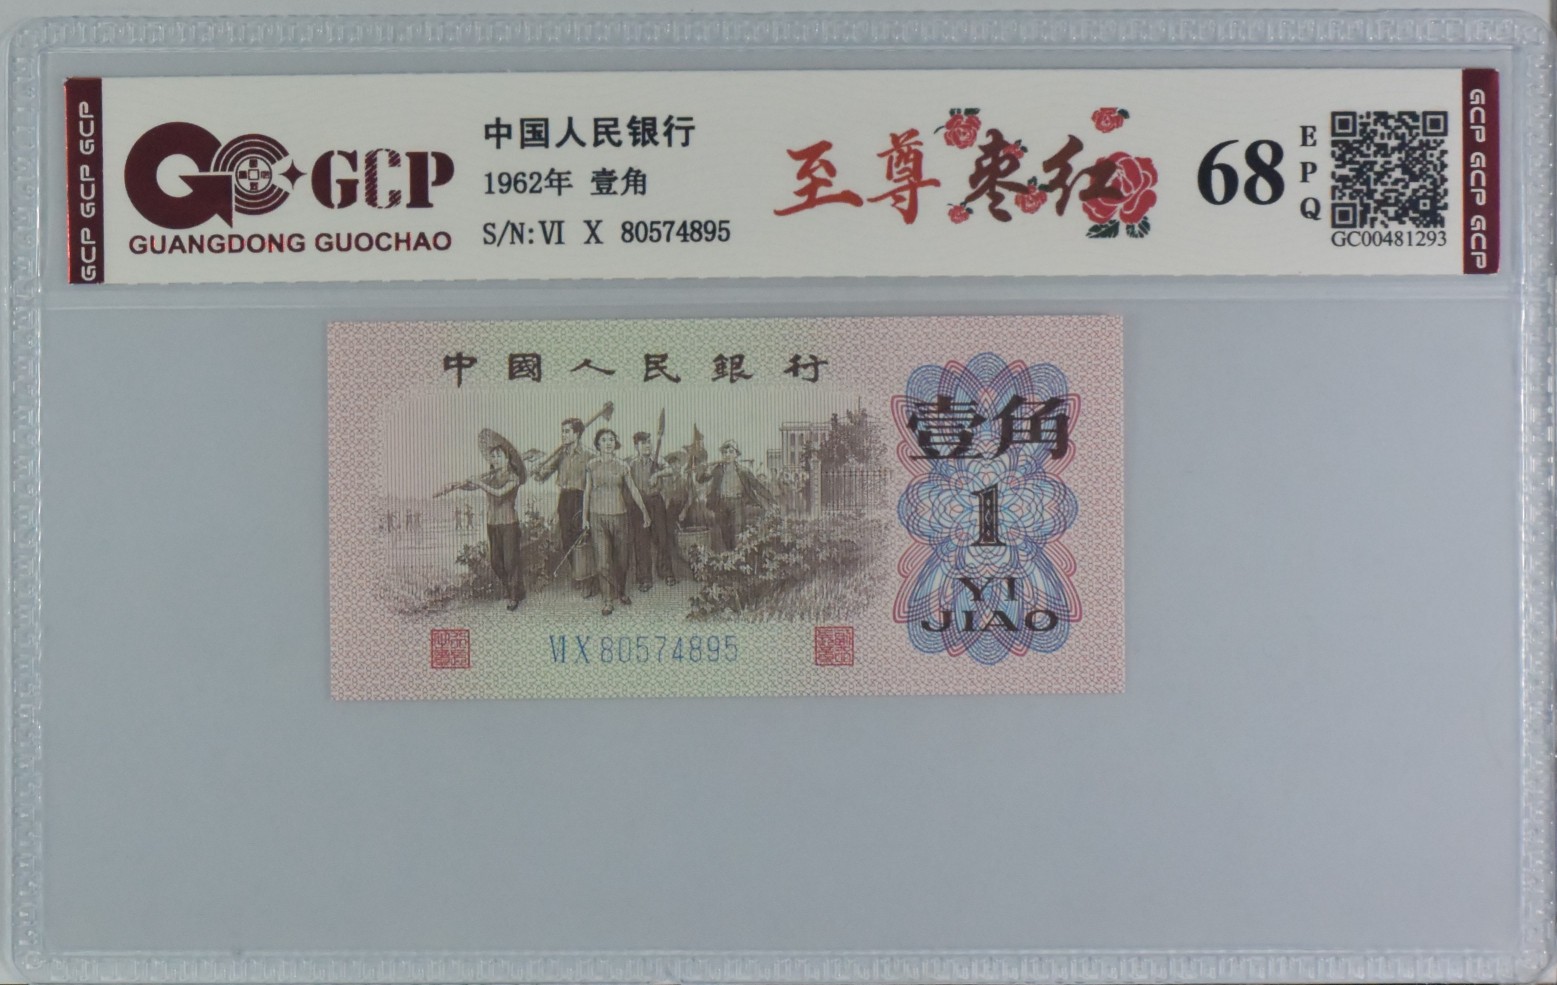 GCP GCP GCP
GCP
GUANGDONG GUOCHAO
中国人民银行
1962年 壹角
S/N:Ⅵ X 80574895
至尊枣红
68
EPQ
GC00481293
GCP GCP GCP
中國人民銀行
壹角
1
YI
JIAO
ⅥX80574895